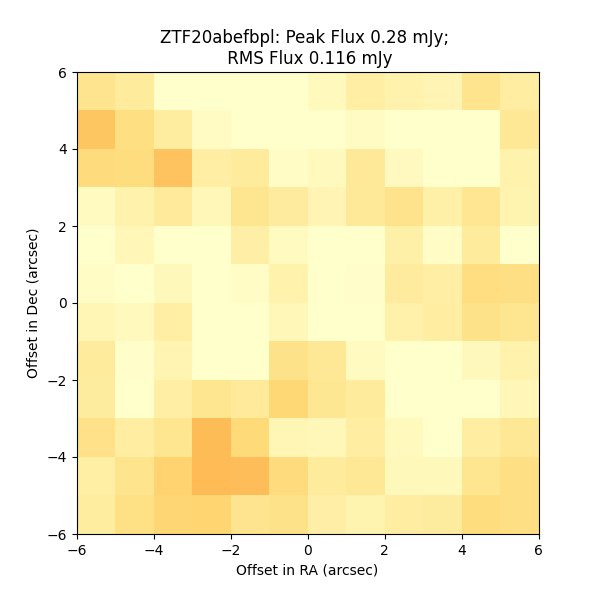 ZTF20abefbpl: Peak Flux 0.28 mJy;
RMS Flux 0.116 mJy
6
4
2
0
−2
−4
−6
Offset in Dec (arcsec)
−6 −4 −2 0 2 4 6
Offset in RA (arcsec)